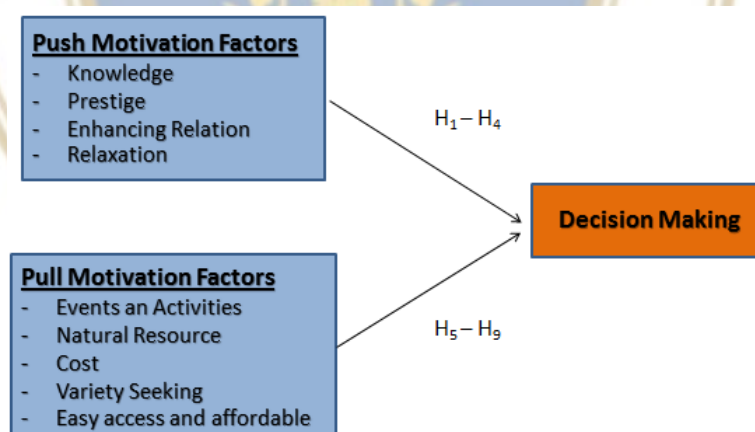 Push Motivation Factors
- Knowledge
- Prestige
- Enhancing Relation
- Relaxation
H₁ – H₄
Decision Making
Pull Motivation Factors
- Events an Activities
- Natural Resource
- Cost
- Variety Seeking
- Easy access and affordable
H₅ – H₉